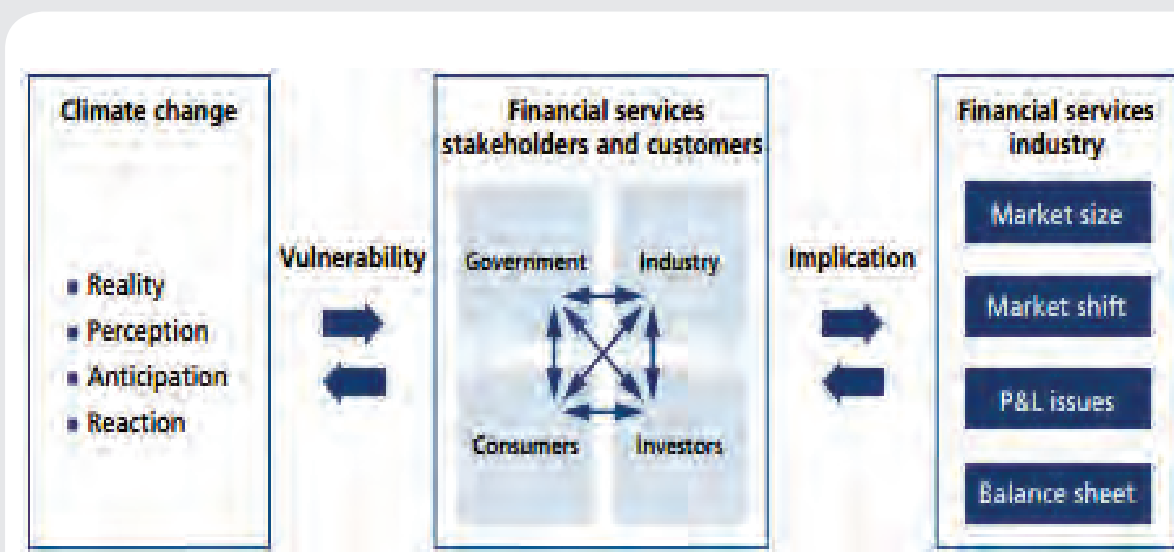 Climate change
Reality
Perception
Anticipation
Reaction
Vulnerability
Financial services
stakeholders and customers
Government
Industry
Consumers
Investors
Implication
Financial services
industry
Market size
Market shift
P&L issues
Balance sheet